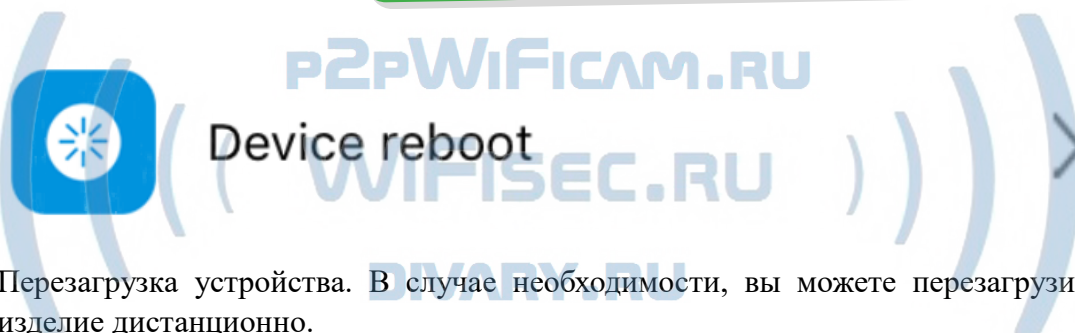 P2PWIFICAM.RU
Device reboot
WIFISEC.RU
DIVARY.RU
Перезагрузка устройства. В случае необходимости, вы можете перезагрузи
изделие дистанционно.